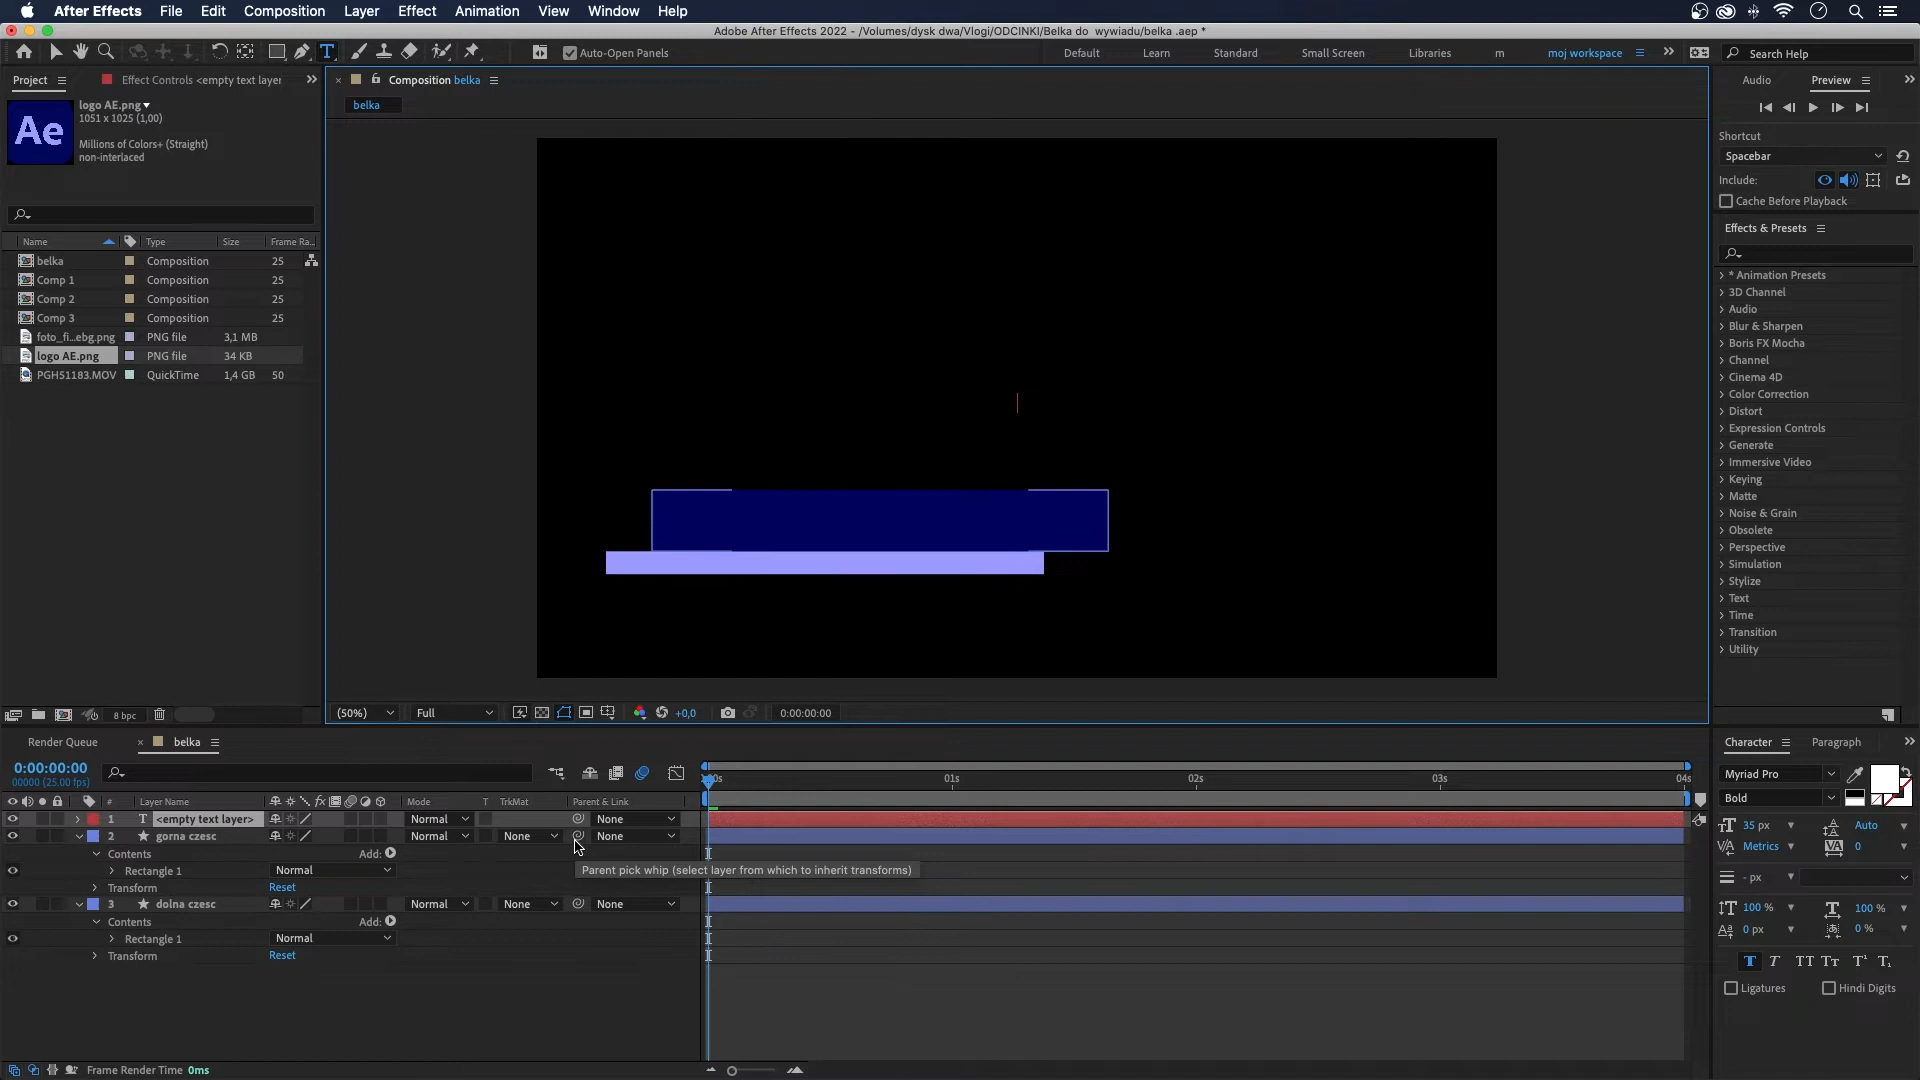 After Effects File Edit Composition Layer Effect Animation View Window Help
Adobe After Effects 2022 - /Volumes/dysk dwa/Vlogi/ODCINKI/Belka do  wywiadu/belka .aep *
Auto-Open Panels Default Learn Standard Small Screen Libraries m moj workspace Search Help
Project Effect Controls <empty text layer Composition belka Audio Preview
logo AE.png
1051 x 1025 (1,00)
Millions of Colors+ (Straight)
non-interlaced
Ae
belka
Shortcut
Spacebar
Include:
Cache Before Playback
Effects & Presets
Name Type Size Frame Ra...
belka Composition 25
Comp 1 Composition 25
Comp 2 Composition 25
Comp 3 Composition 25
foto_fi...ebg.png PNG file 3,1 MB
logo AE.png PNG file 34 KB
PGH51183.MOV QuickTime 1,4 GB 50
* Animation Presets
3D Channel
Audio
Blur & Sharpen
Boris FX Mocha
Channel
Cinema 4D
Color Correction
Distort
Expression Controls
Generate
Immersive Video
Keying
Matte
Noise & Grain
Obsolete
Perspective
Simulation
Stylize
Text
Time
Transition
Utility
8 bpc
(50%) Full +0,0 0:00:00:00
Render Queue belka
0:00:00:00
00000 (25.00 fps)
01s 02s 03s 04s
# Layer Name Mode T TrkMat Parent & Link
1 T <empty text layer> Normal None
2 gorna czesc Normal None None
Contents Add:
Rectangle 1 Normal
Parent pick whip (select layer from which to inherit transforms)
Transform Reset
3 dolna czesc Normal None None
Contents Add:
Rectangle 1 Normal
Transform Reset
Frame Render Time 0ms
Character Paragraph
Myriad Pro
Bold
35 px Auto
Metrics 0
- px
100 % 100 %
0 px 0 %
T T TT Tt T¹ T₁
Ligatures Hindi Digits